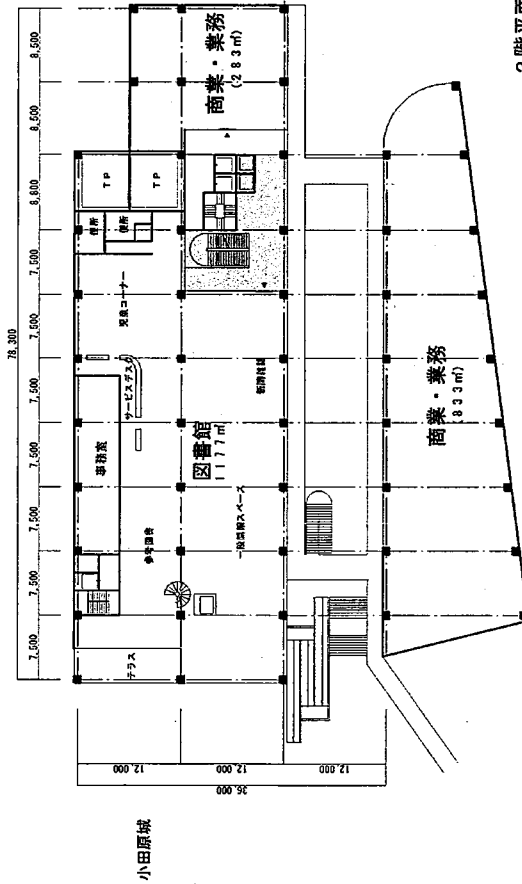 78,300
7,500
7,500
7,500
7,500
7,500
7,500
7,500
8,800
8,500
8,500
TP
TP
便所
便所
商業・業務
(283㎡)
児童コーナー
サービスデスク
事務室
図書館
1177㎡
新聞雑誌
一般開架スペース
参考図書
テラス
商業・業務
(833㎡)
12,000
12,000
12,000
36,000
小田原城